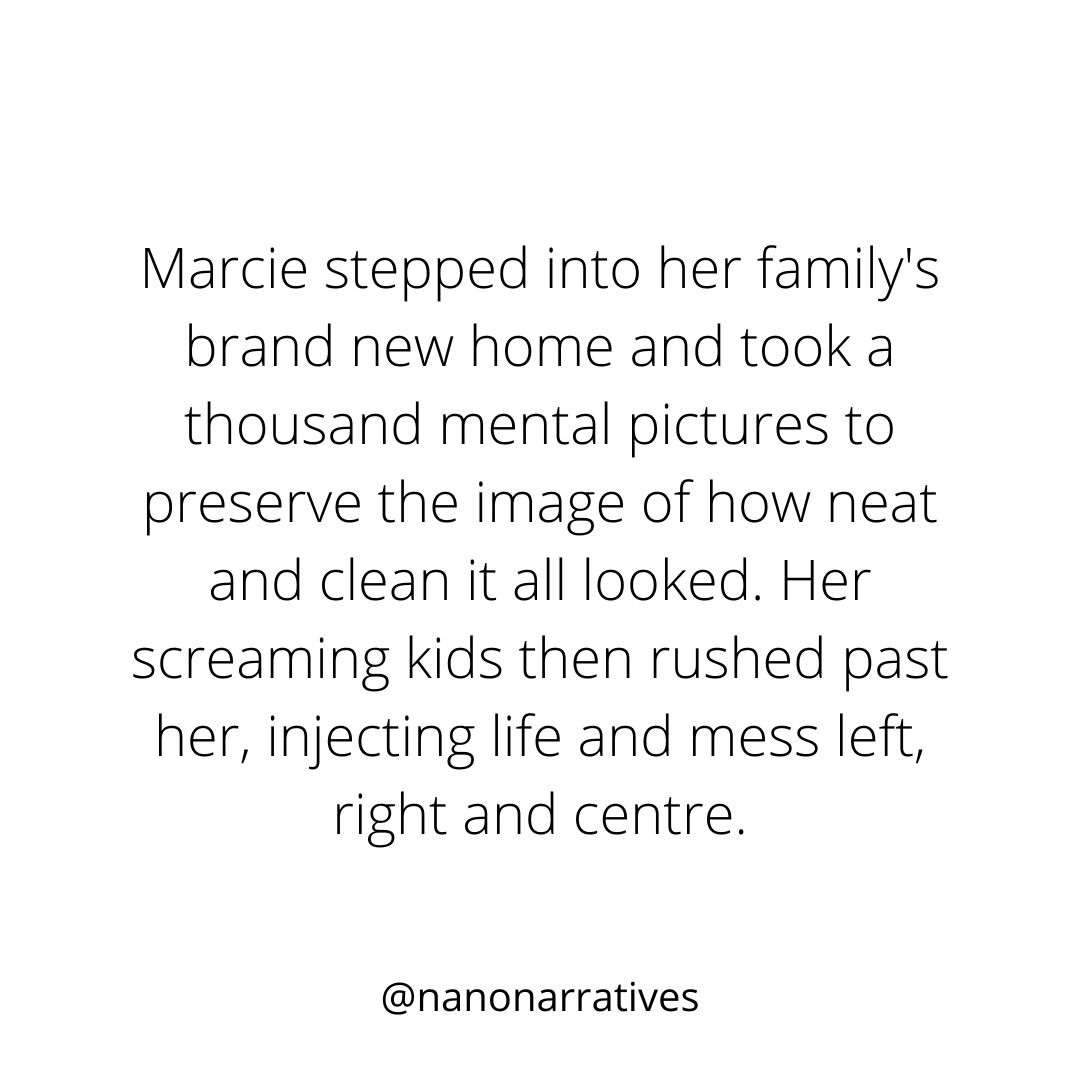 Marcie stepped into her family's
brand new home and took a
thousand mental pictures to
preserve the image of how neat
and clean it all looked. Her
screaming kids then rushed past
her, injecting life and mess left,
right and centre.
@nanonarratives